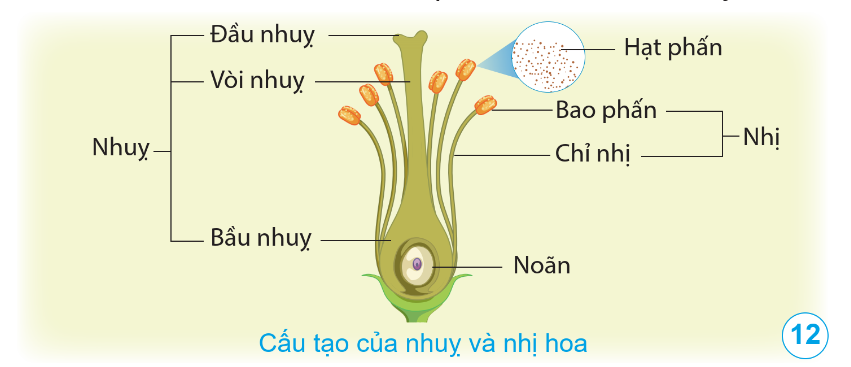 Đầu nhuỵ
Hạt phấn
Vòi nhuỵ
Bao phấn
Nhuỵ
Nhị
Chỉ nhị
Bầu nhuỵ
Noãn
Cấu tạo của nhuỵ và nhị hoa
12